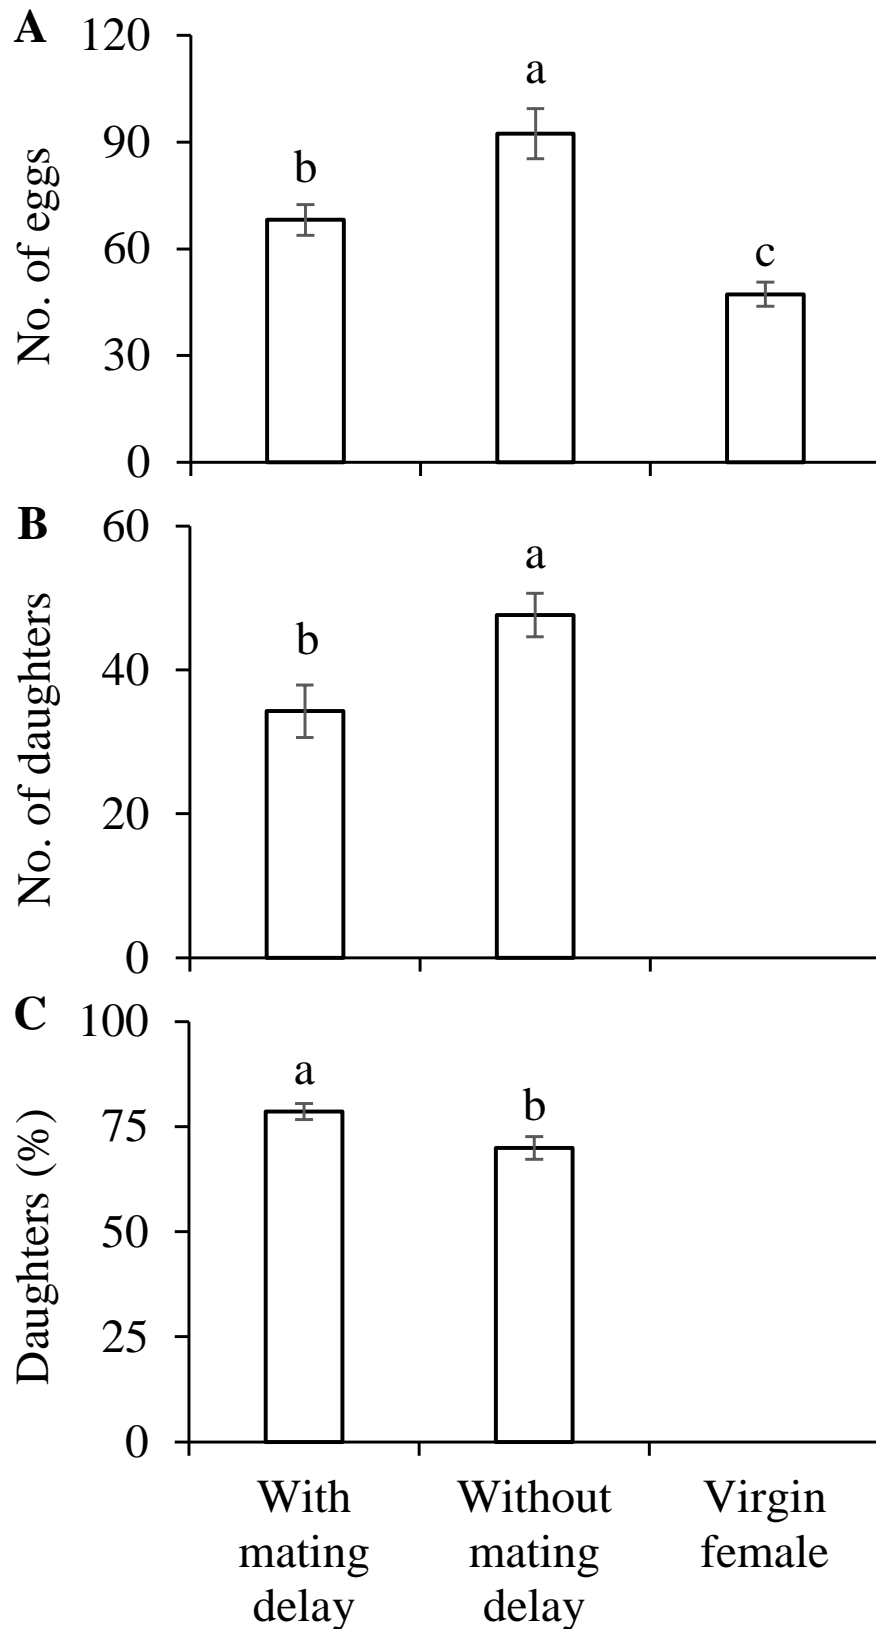 A
120
90
60
30
0
No. of eggs
b
a
c
B
60
40
20
0
No. of daughters
b
a
C
100
75
50
25
0
Daughters (%)
a
b
With
mating
delay
Without
mating
delay
Virgin
female